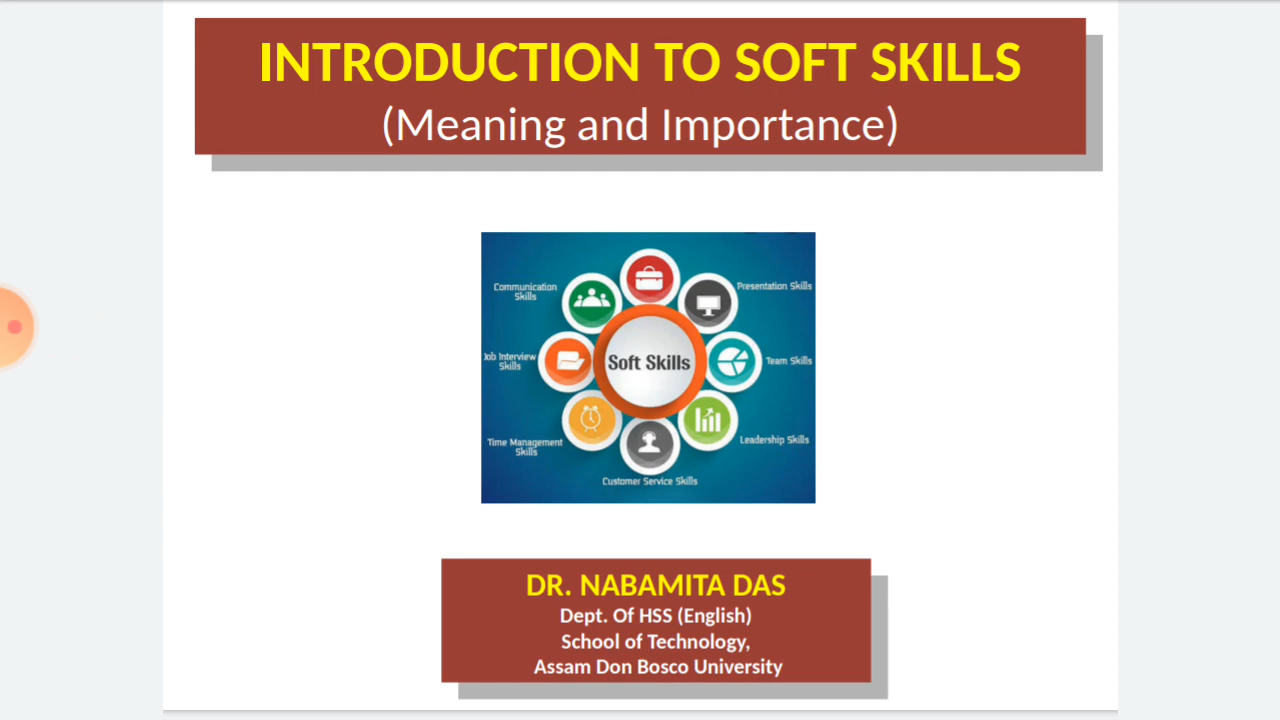 INTRODUCTION TO SOFT SKILLS
(Meaning and Importance)
Communication
Skills
Presentation Skills
Job Interview
Skills
Soft Skills
Team Skills
Time Management
Skills
Leadership Skills
Customer Service Skills
DR. NABAMITA DAS
Dept. Of HSS (English)
School of Technology,
Assam Don Bosco University